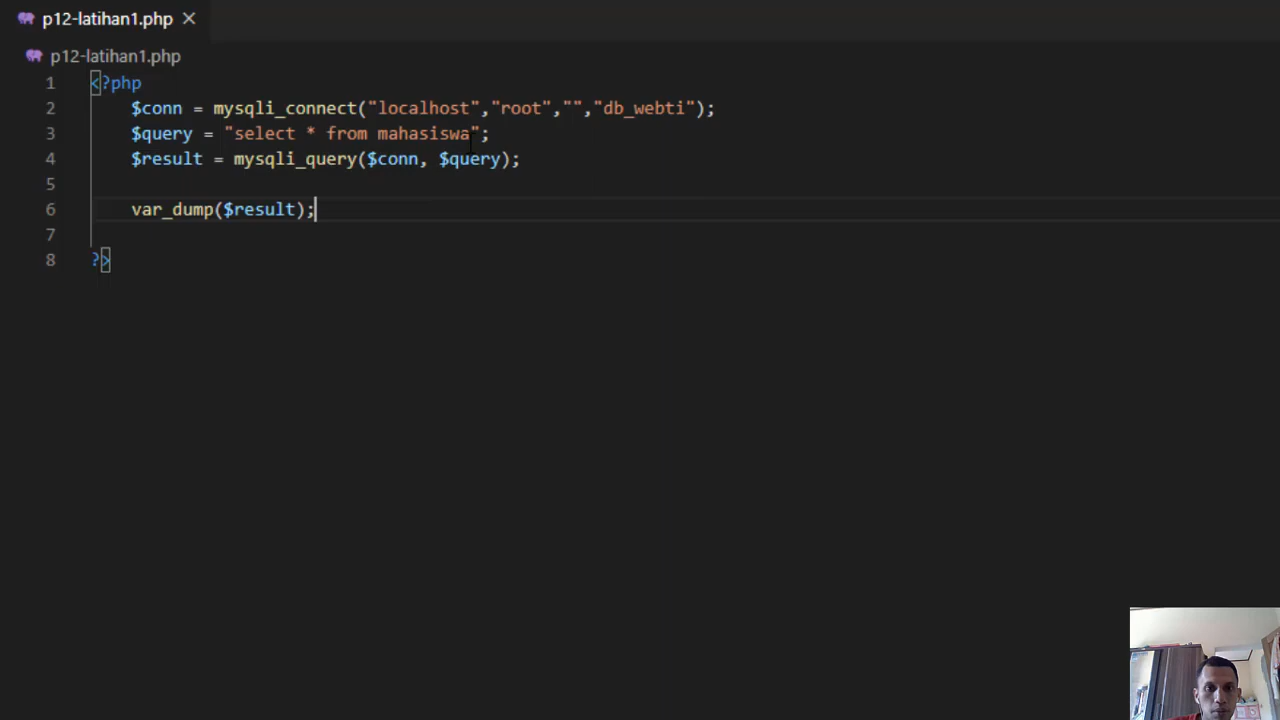 p12-latihan1.php
p12-latihan1.php
1 <?php
2 $conn = mysqli_connect("localhost","root","","db_webti");
3 $query = "select * from mahasiswa";
4 $result = mysqli_query($conn, $query);
5
6 var_dump($result);
7
8 ?>